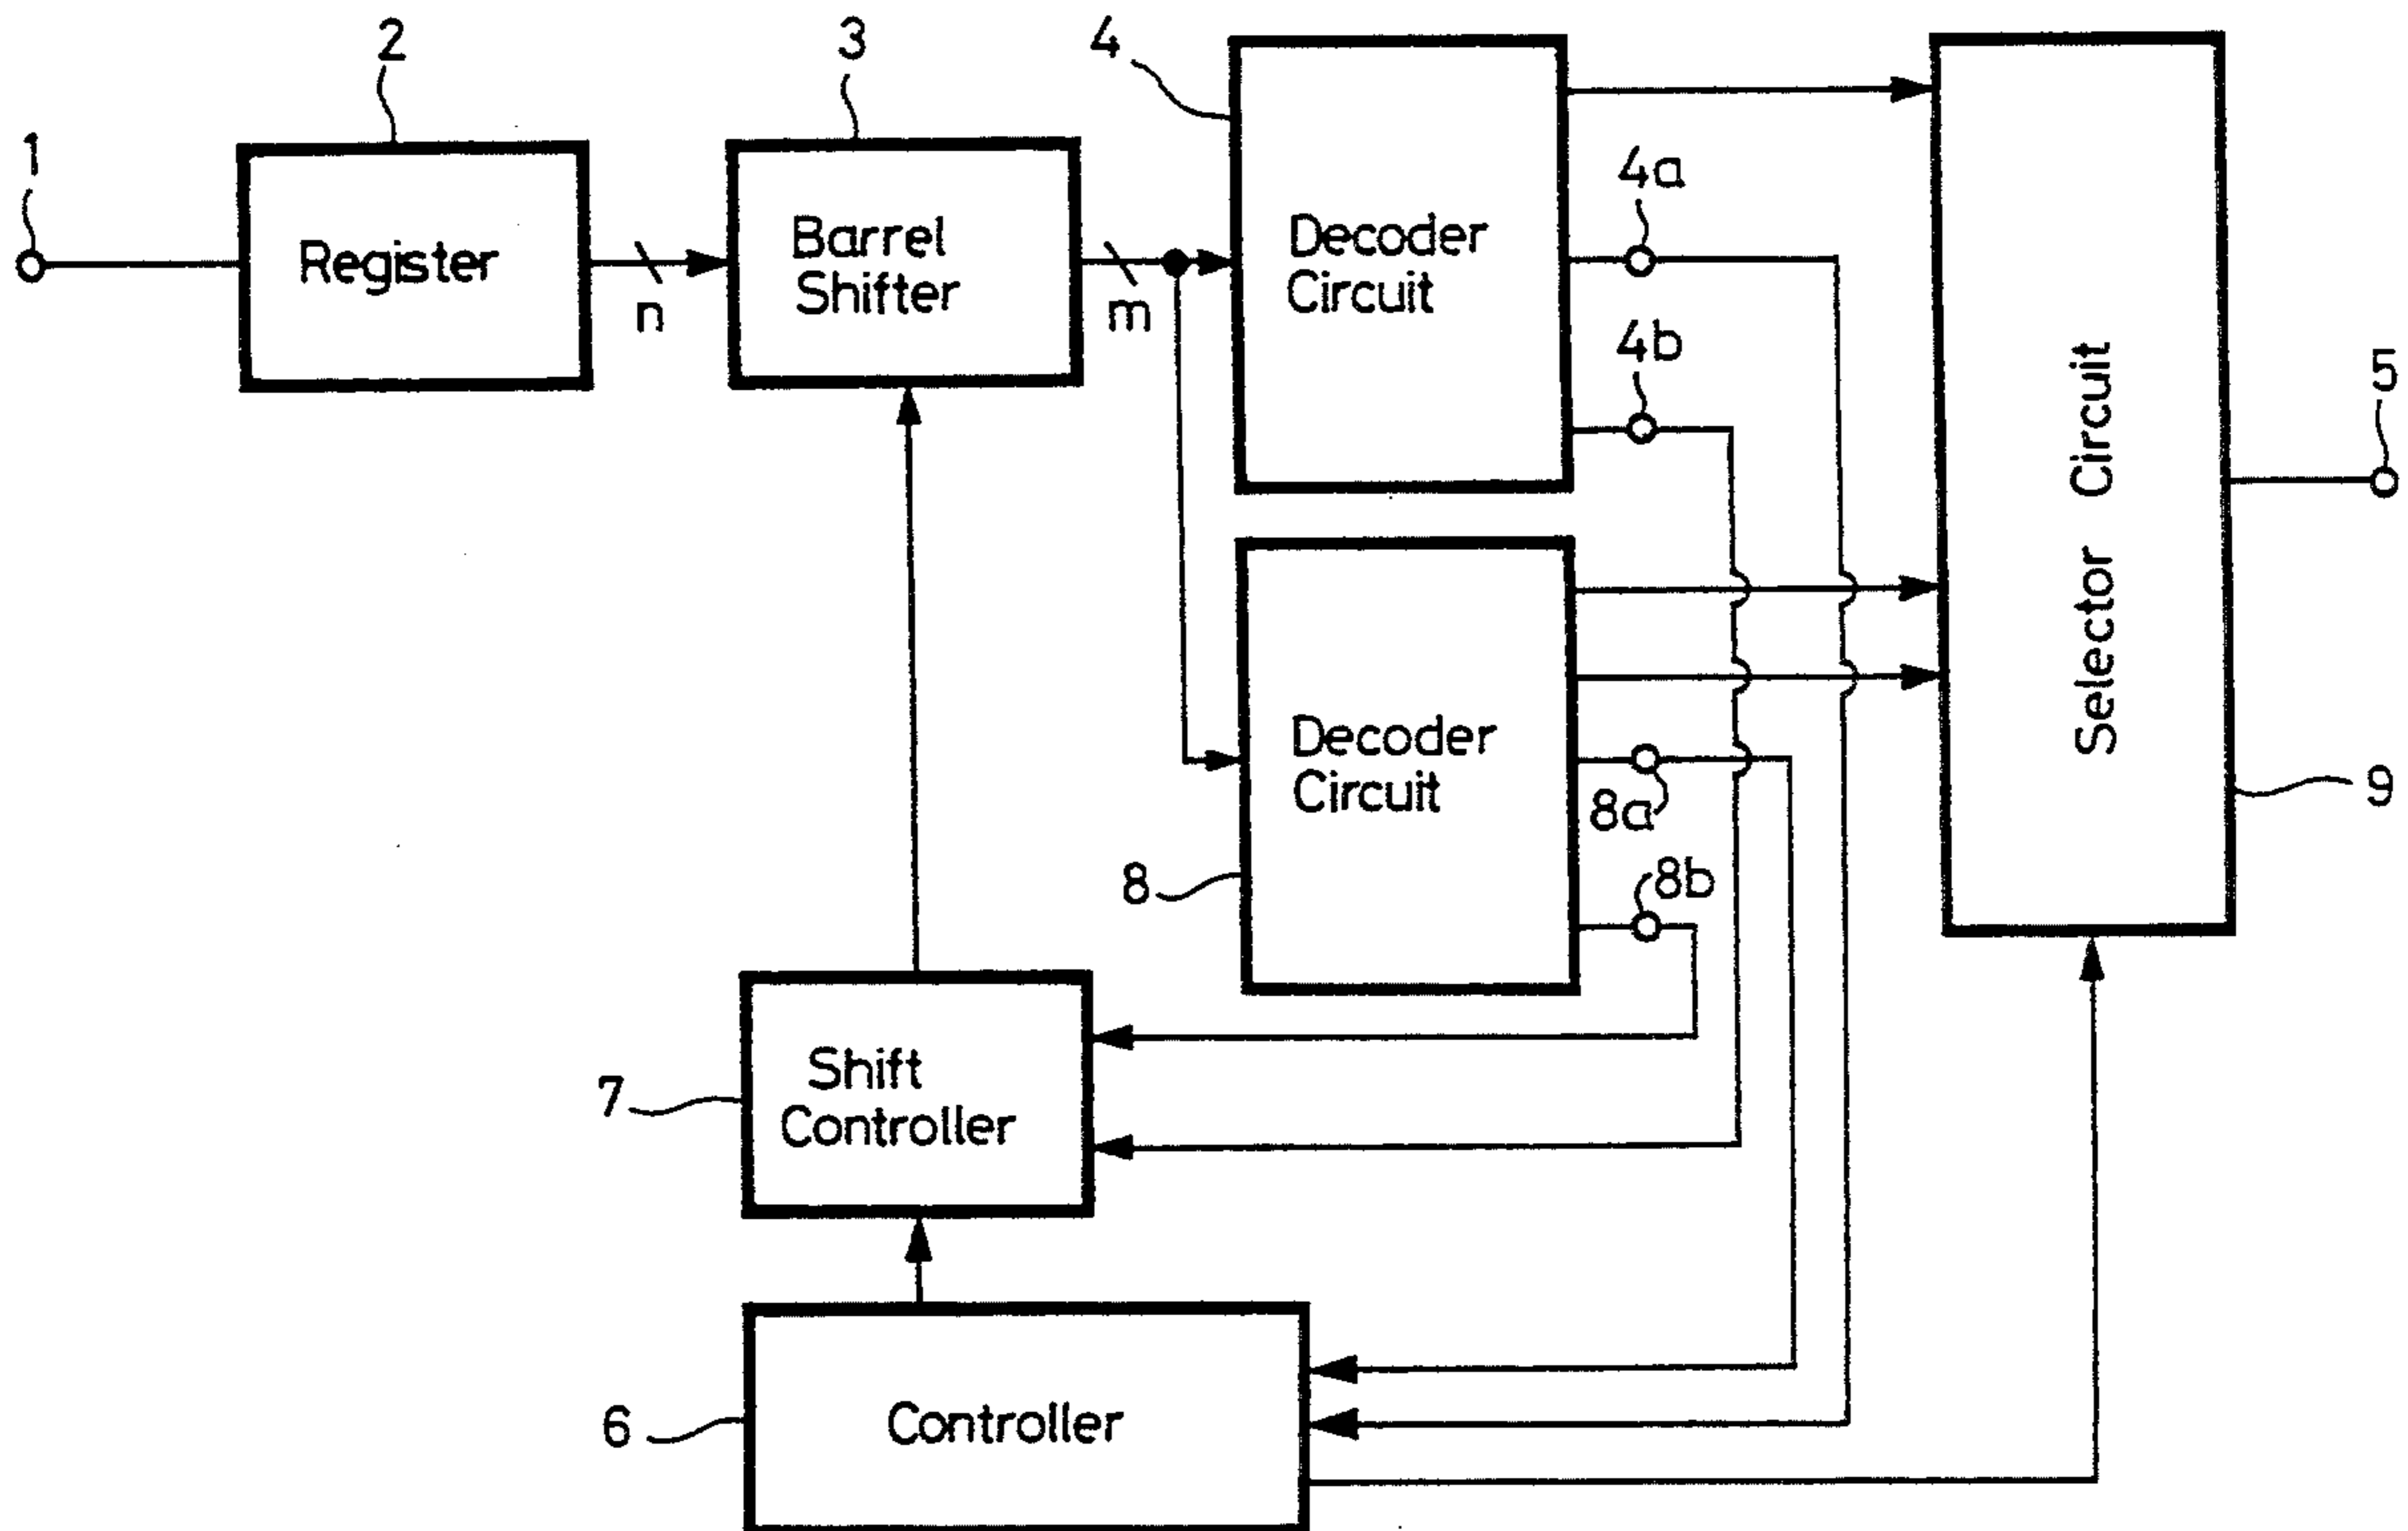 1
2
Register
n
3
Barrel
Shifter
m
4
Decoder
Circuit
4a
4b
Decoder
Circuit
8
8a
8b
Selector Circuit
5
9
7
Shift
Controller
6
Controller